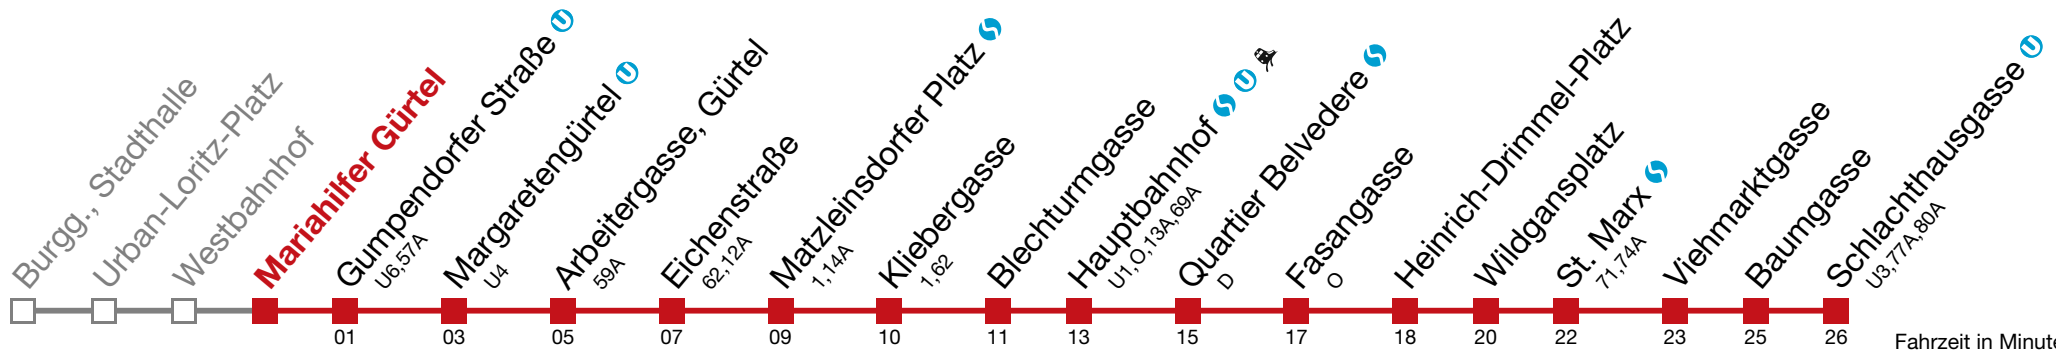 Burgg., Stadthalle
Urban-Loritz-Platz
Westbahnhof
Mariahilfer Gürtel
Gumpendorfer Straße U
U6,57A
Margaretengürtel U
U4
Arbeitergasse, Gürtel
59A
Eichenstraße
62,12A
Matzleinsdorfer Platz S
1,14A
Kliebergasse
1,62
Blechturmgasse
Hauptbahnhof S U
U1,O,13A,69A
Quartier Belvedere S
D
Fasangasse
O
Heinrich-Drimmel-Platz
Wildgansplatz
St. Marx S
71,74A
Viehmarktgasse
Baumgasse
Schlachthausgasse U
U3,77A,80A
01 03 05 07 09 10 11 13 15 17 18 20 22 23 25 26
Fahrzeit in Minute